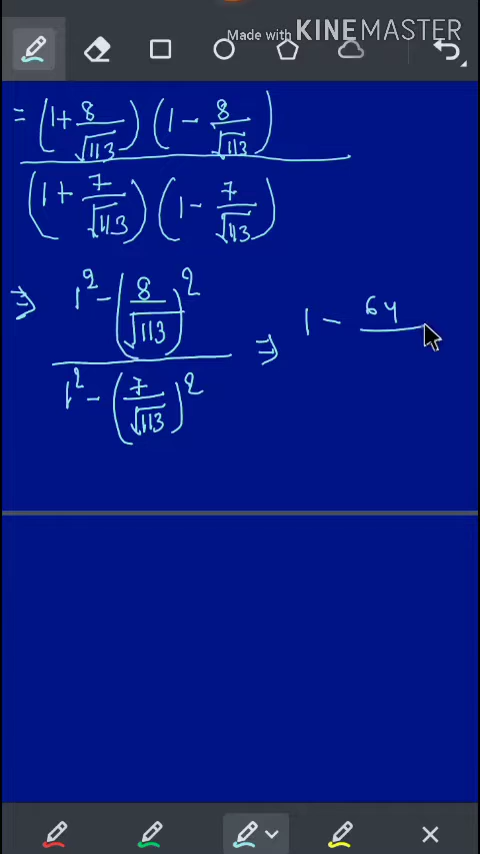 Made with KINEMASTER
= (1 + 8/√113) (1 - 8/√113)
(1 + 7/√113) (1 - 7/√113)
⇒ 1² - (8/√113)²
1² - (7/√113)² ⇒ 1 - 64